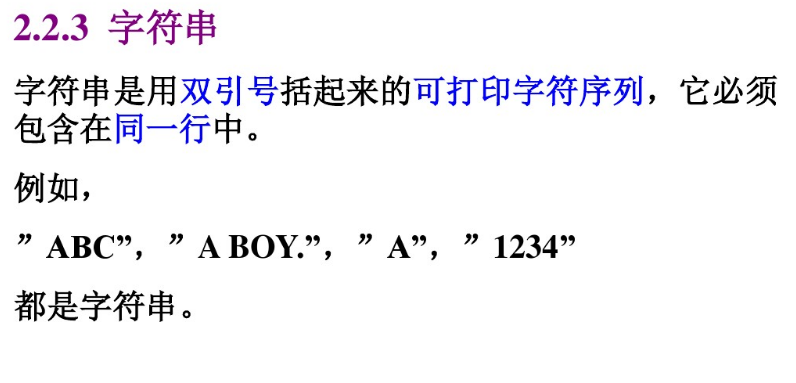 2.2.3 字符串
字符串是用双引号括起来的可打印字符序列，它必须
包含在同一行中。
例如，
” ABC”，” A BOY.”，” A”，” 1234”
都是字符串。